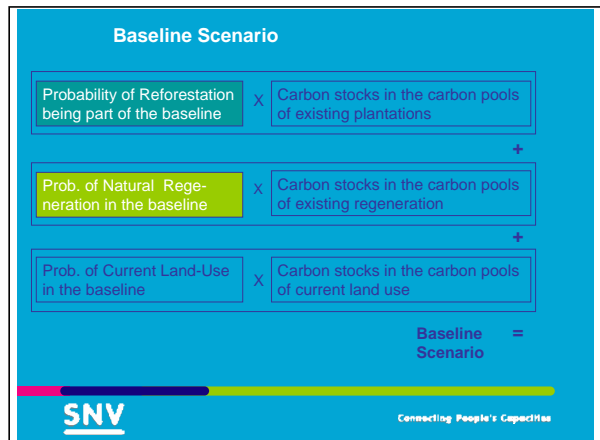 Baseline Scenario
Probability of Reforestation
being part of the baseline
X
Carbon stocks in the carbon pools
of existing plantations
+
Prob. of Natural Rege-
neration in the baseline
X
Carbon stocks in the carbon pools
of existing regeneration
+
Prob. of Current Land-Use
in the baseline
X
Carbon stocks in the carbon pools
of current land use
Baseline =
Scenario
SNV
Connecting People's Capacities